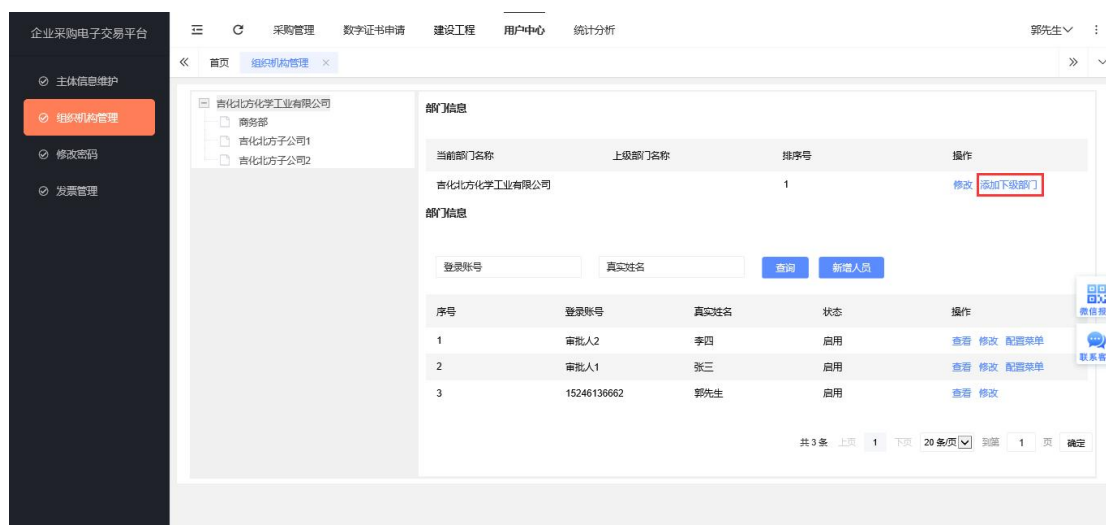 企业采购电子交易平台
采购管理 数字证书申请 建设工程 用户中心 统计分析 郭先生
首页 组织机构管理 ×
主体信息维护
组织机构管理
修改密码
发票管理
吉化北方化学工业有限公司
商务部
吉化北方子公司1
吉化北方子公司2
部门信息
当前部门名称 上级部门名称 排序号 操作
吉化北方化学工业有限公司 1 修改 添加下级部门
部门信息
登录账号 真实姓名 查询 新增人员
序号 登录账号 真实姓名 状态 操作
1 审批人2 李四 启用 查看 修改 配置菜单
2 审批人1 张三 启用 查看 修改 配置菜单
3 15246136662 郭先生 启用 查看 修改
共3条 上页 1 下页 20条/页 到第 1 页 确定
微信报
联系客